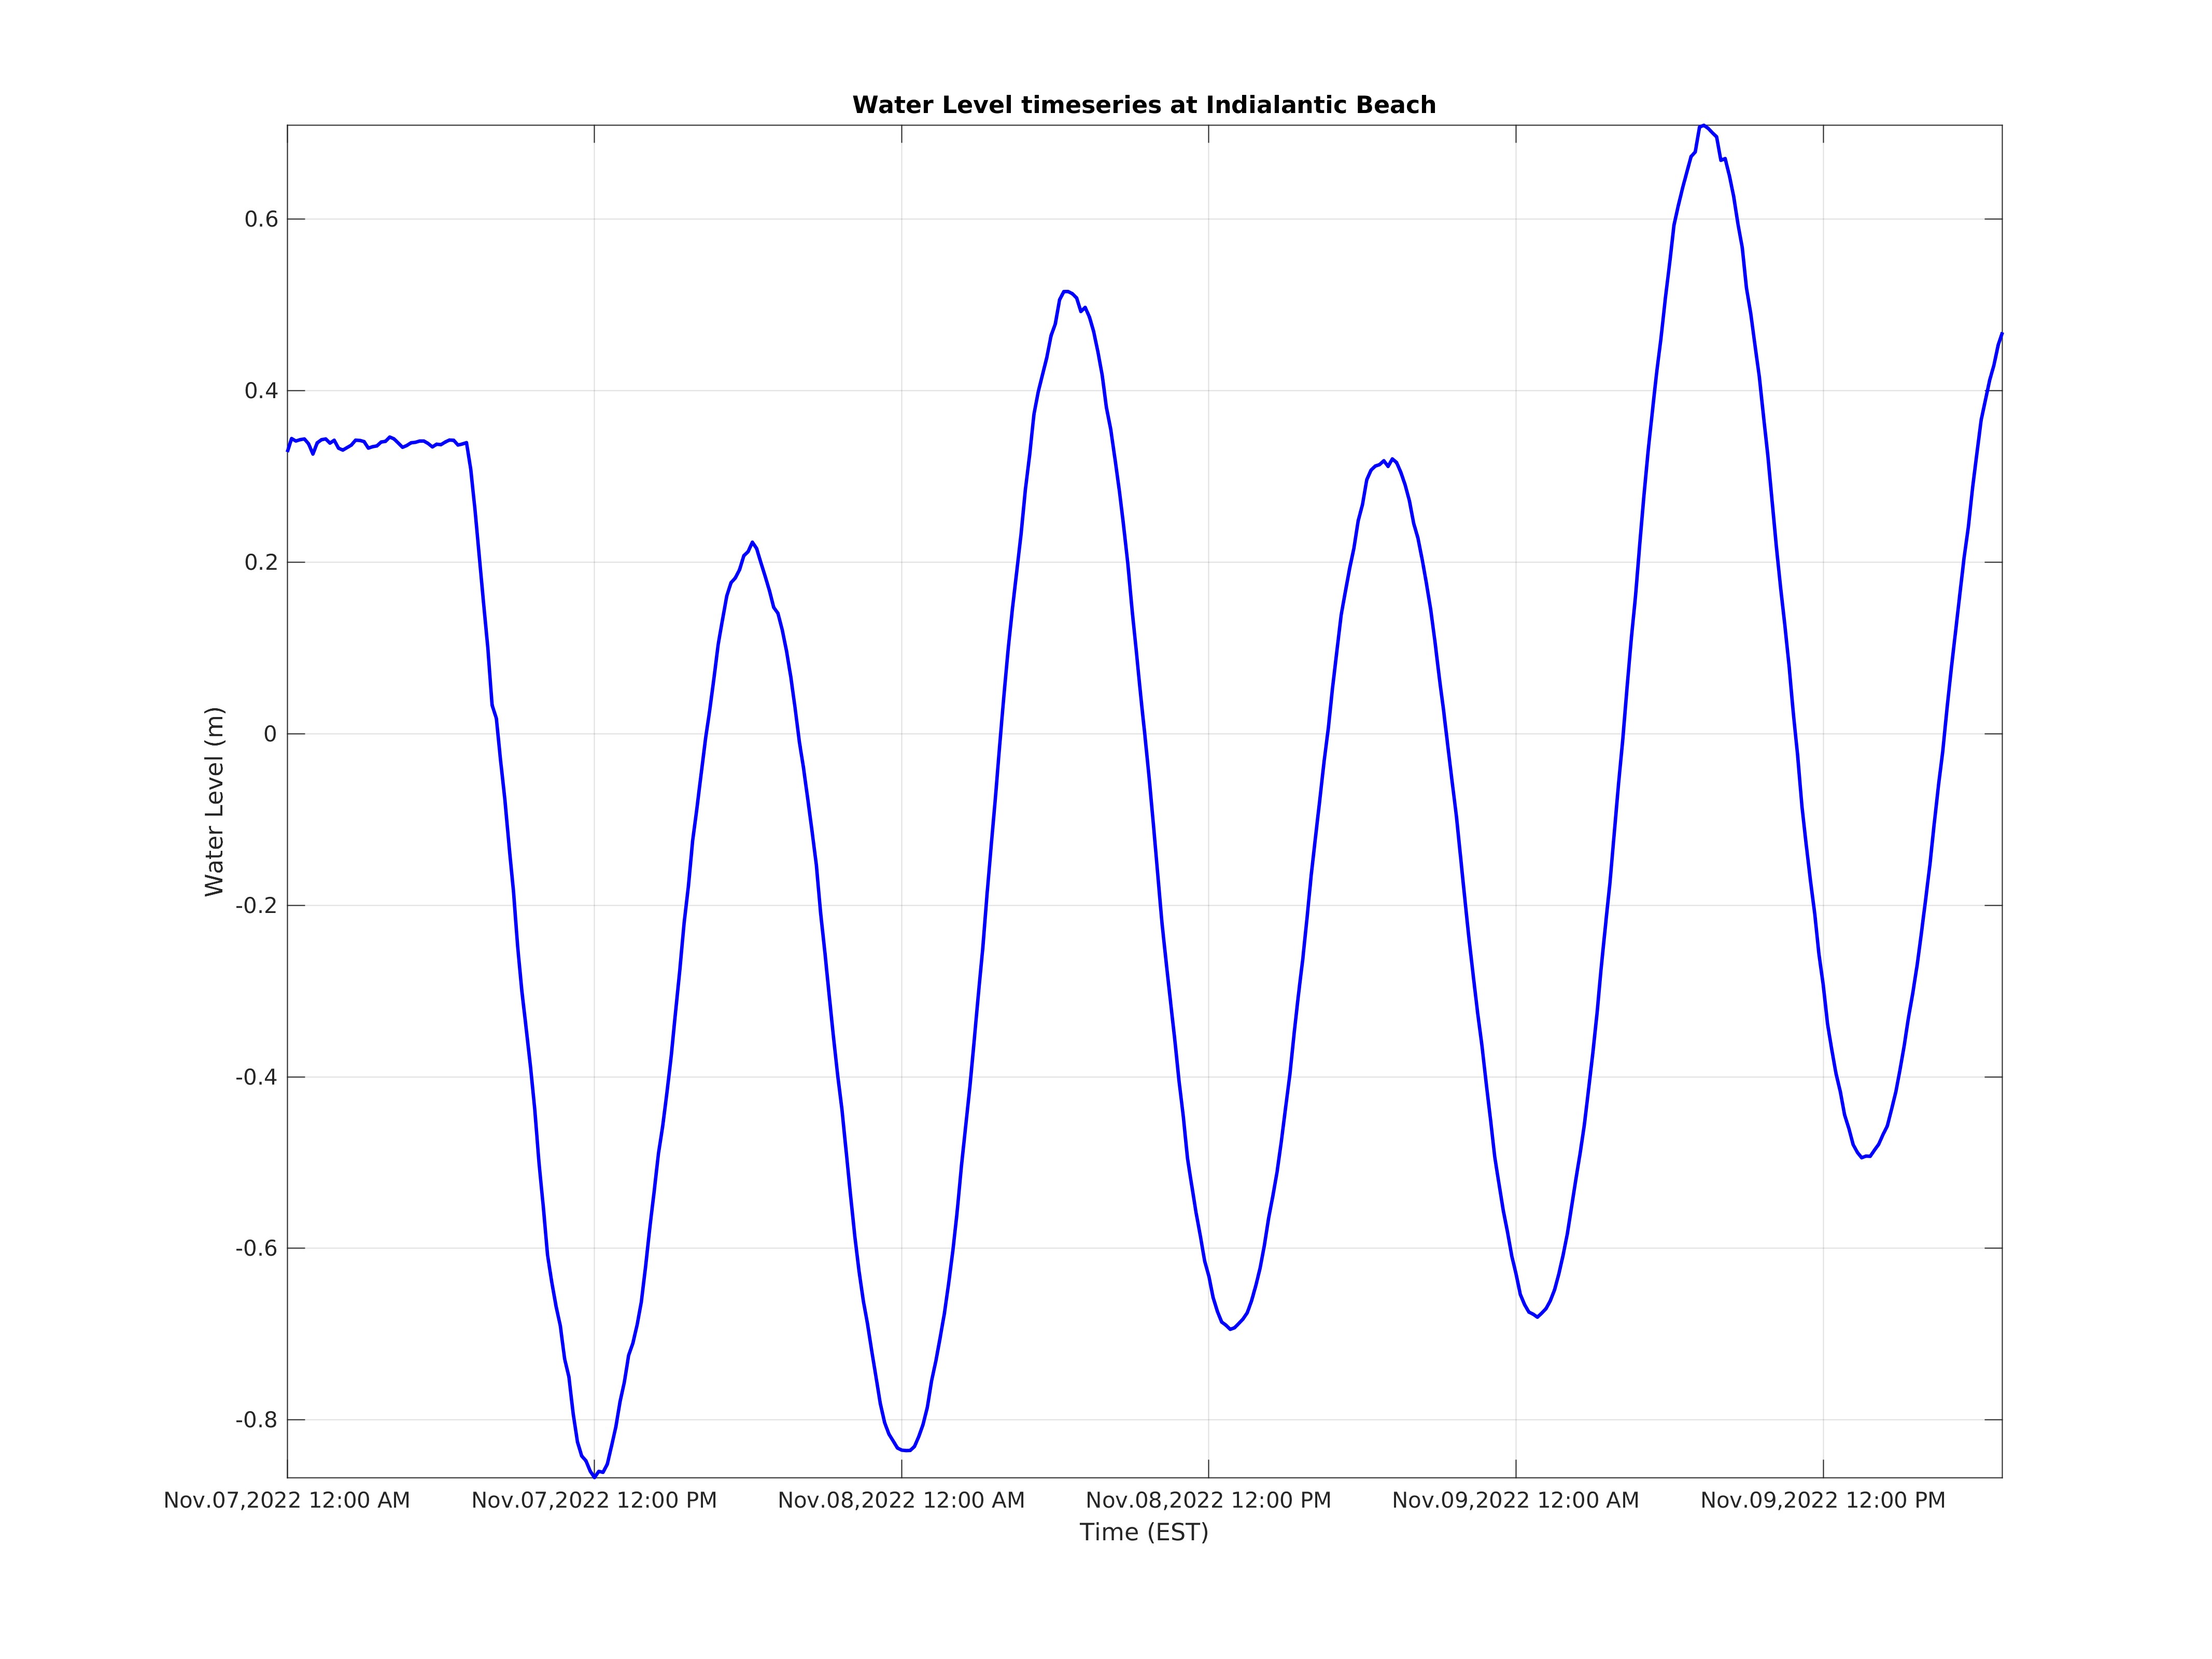 Water Level timeseries at Indialantic Beach
0.6
0.4
0.2
0
-0.2
-0.4
-0.6
-0.8
Water Level (m)
Nov.07,2022 12:00 AM
Nov.07,2022 12:00 PM
Nov.08,2022 12:00 AM
Nov.08,2022 12:00 PM
Nov.09,2022 12:00 AM
Nov.09,2022 12:00 PM
Time (EST)